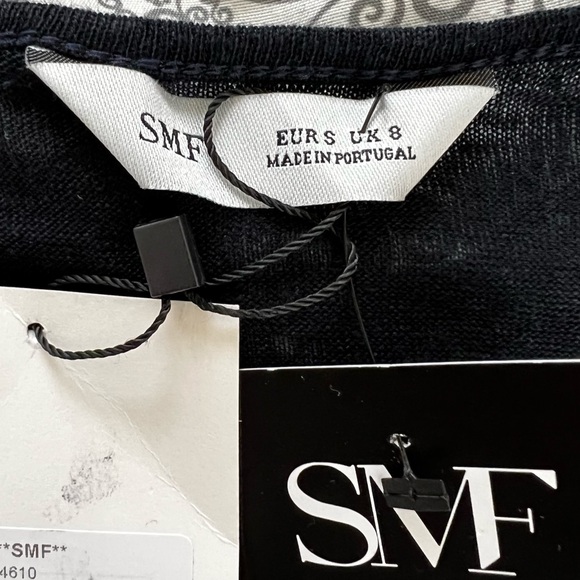 SMF
EUR S UK 8
MADE IN PORTUGAL
SMF
**SMF**
4610